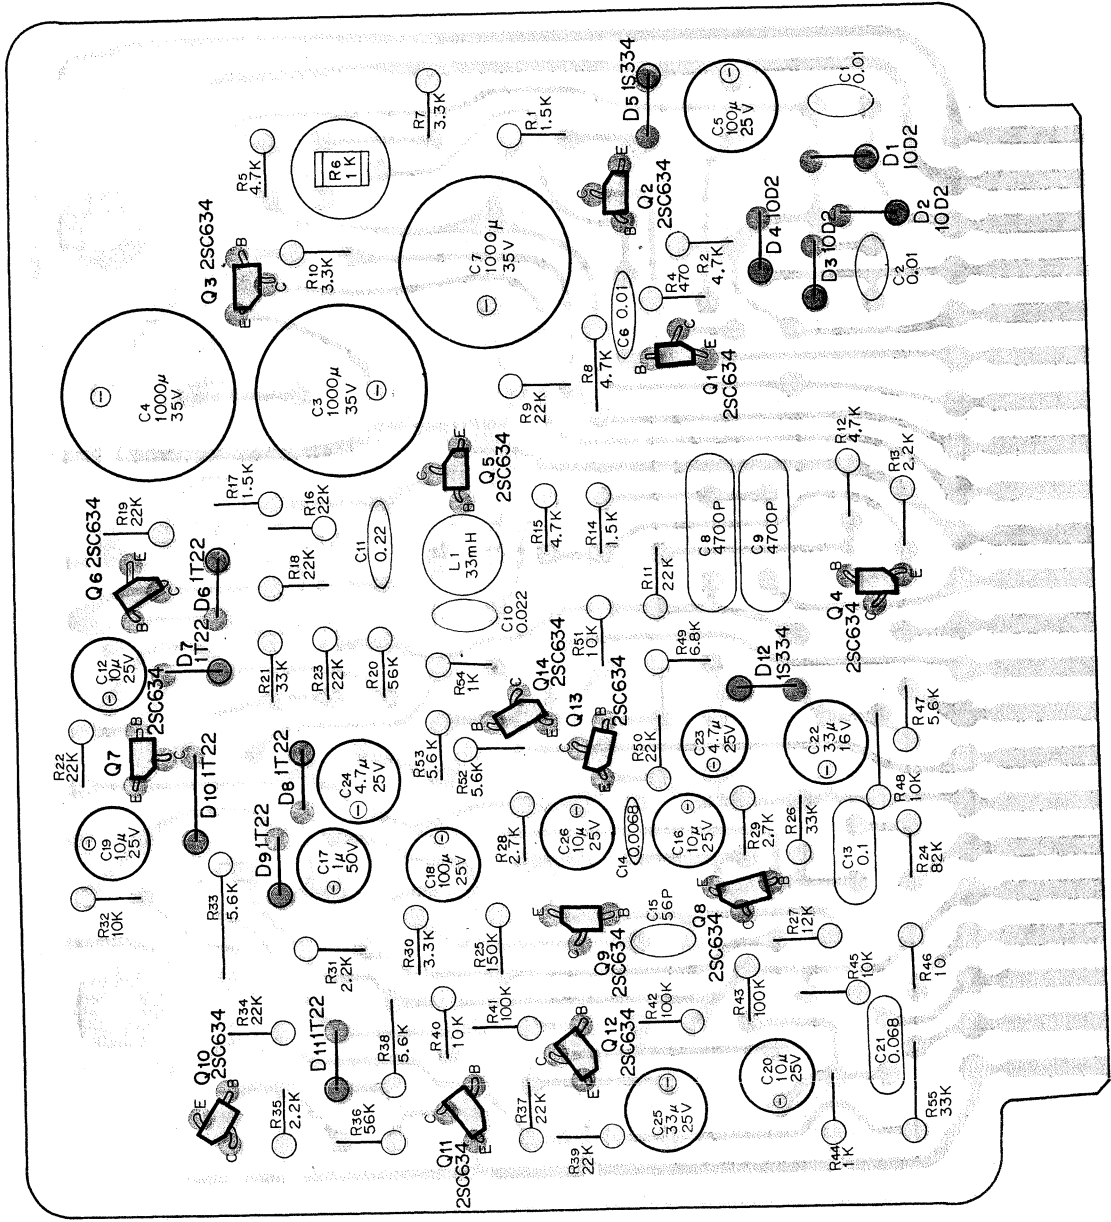 R7
3.3K
R1
1.5K
D5 1S334
C5
100µ
25V
C1
0.01
R5
4.7K
R6
1K
E
C
B
Q2
2SC634
D1
10D2
D2
10D2
D4 10D2
D3 10D2
C2
0.01
Q3 2SC634
B
C
E
R10
3.3K
C7
1000µ
35V
R4
470
R2
4.7K
C6 0.01
R8
4.7K
B
C
E
Q1
2SC634
C4
1000µ
35V
C3
1000µ
35V
R9
22K
E
C
B
Q5
2SC634
R12
4.7K
R13
2.2K
R17
1.5K
R16
22K
R19
22K
C11
0.22
L1
33mH
R15
4.7K
R14
1.5K
C8
4700P
C9
4700P
Q6 2SC634
E
C
B
D6 1T22
R18
22K
C10
0.022
R11
22K
B
E
C
Q4
2SC634
D7
1T22
C12
10µ
25V
R21
33K
R23
22K
R20
56K
R54
1K
R51
10K
R49
6.8K
D12
1S334
Q14
2SC634
C
B
E
Q13
2SC634
B
C
E
R47
5.6K
R22
22K
Q7
2SC634
B
C
E
D10 1T22
D8 1T22
C24
4.7µ
25V
R53
5.6K
R52
5.6K
R50
22K
C23
4.7µ
25V
C22
33µ
16V
R48
10K
C19
10µ
25V
D9 1T22
C17
1µ
50V
C18
100µ
25V
R28
2.7K
C26
10µ
25V
C14
0.0068
C16
10µ
25V
R29
2.7K
R26
33K
C13
0.1
R24
82K
R32
10K
R33
5.6K
R31
2.2K
R30
3.3K
R25
150K
E
B
C
Q9
2SC634
C15
56P
E
B
C
Q8
2SC634
R27
12K
R45
10K
R46
10
R34
22K
Q10
2SC634
E
B
C
D11 1T22
R38
5.6K
R40
10K
R41
100K
Q12
2SC634
B
C
E
R42
100K
R43
100K
C20
10µ
25V
C21
0.068
R35
2.2K
R36
56K
Q11
2SC634
B
C
E
R37
22K
R39
22K
C25
33µ
25V
R44
1K
R55
33K